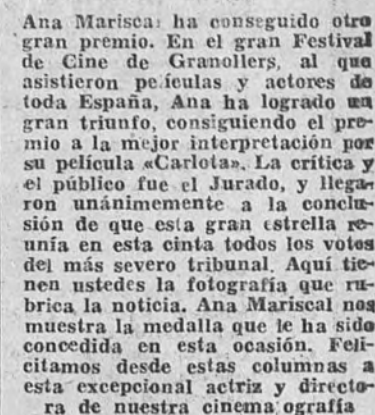 Ana Mariscal ha conseguido otro
gran premio. En el gran Festival
de Cine de Granollers, al que
asistieron películas y actores de
toda España, Ana ha logrado un
gran triunfo, consiguiendo el pre-
mio a la mejor interpretación por
su película «Carlota». La crítica y
el público fue el Jurado, y llega-
ron unánimemente a la conclu-
sión de que esta gran estrella re-
unía en esta cinta todos los votos
del más severo tribunal. Aquí tie-
nen ustedes la fotografía que ru-
brica la noticia. Ana Mariscal nos
muestra la medalla que le ha sido
concedida en esta ocasión. Feli-
citamos desde estas columnas a
esta excepcional actriz y directo-
ra de nuestra cinematografía